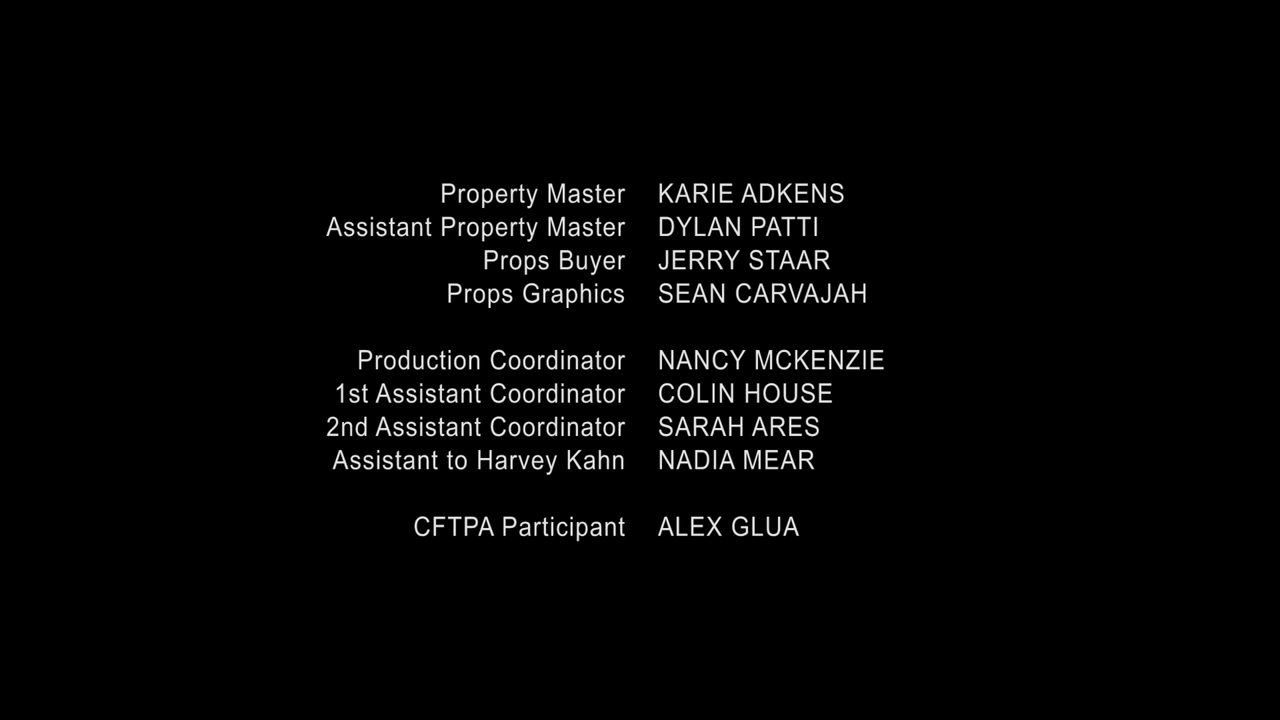 Property Master KARIE ADKENS
Assistant Property Master DYLAN PATTI
Props Buyer JERRY STAAR
Props Graphics SEAN CARVAJAH
Production Coordinator NANCY MCKENZIE
1st Assistant Coordinator COLIN HOUSE
2nd Assistant Coordinator SARAH ARES
Assistant to Harvey Kahn NADIA MEAR
CFTPA Participant ALEX GLUA